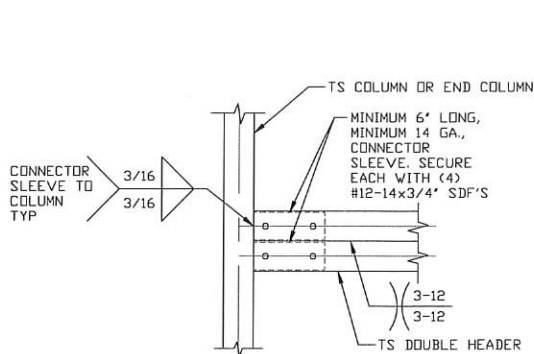 TS COLUMN OR END COLUMN
MINIMUM 6" LONG,
MINIMUM 14 GA.,
CONNECTOR
SLEEVE. SECURE
EACH WITH (4)
#12-14x3/4" SDF'S
CONNECTOR
SLEEVE TO
COLUMN
TYP
3/16
3/16
3-12
3-12
TS DOUBLE HEADER